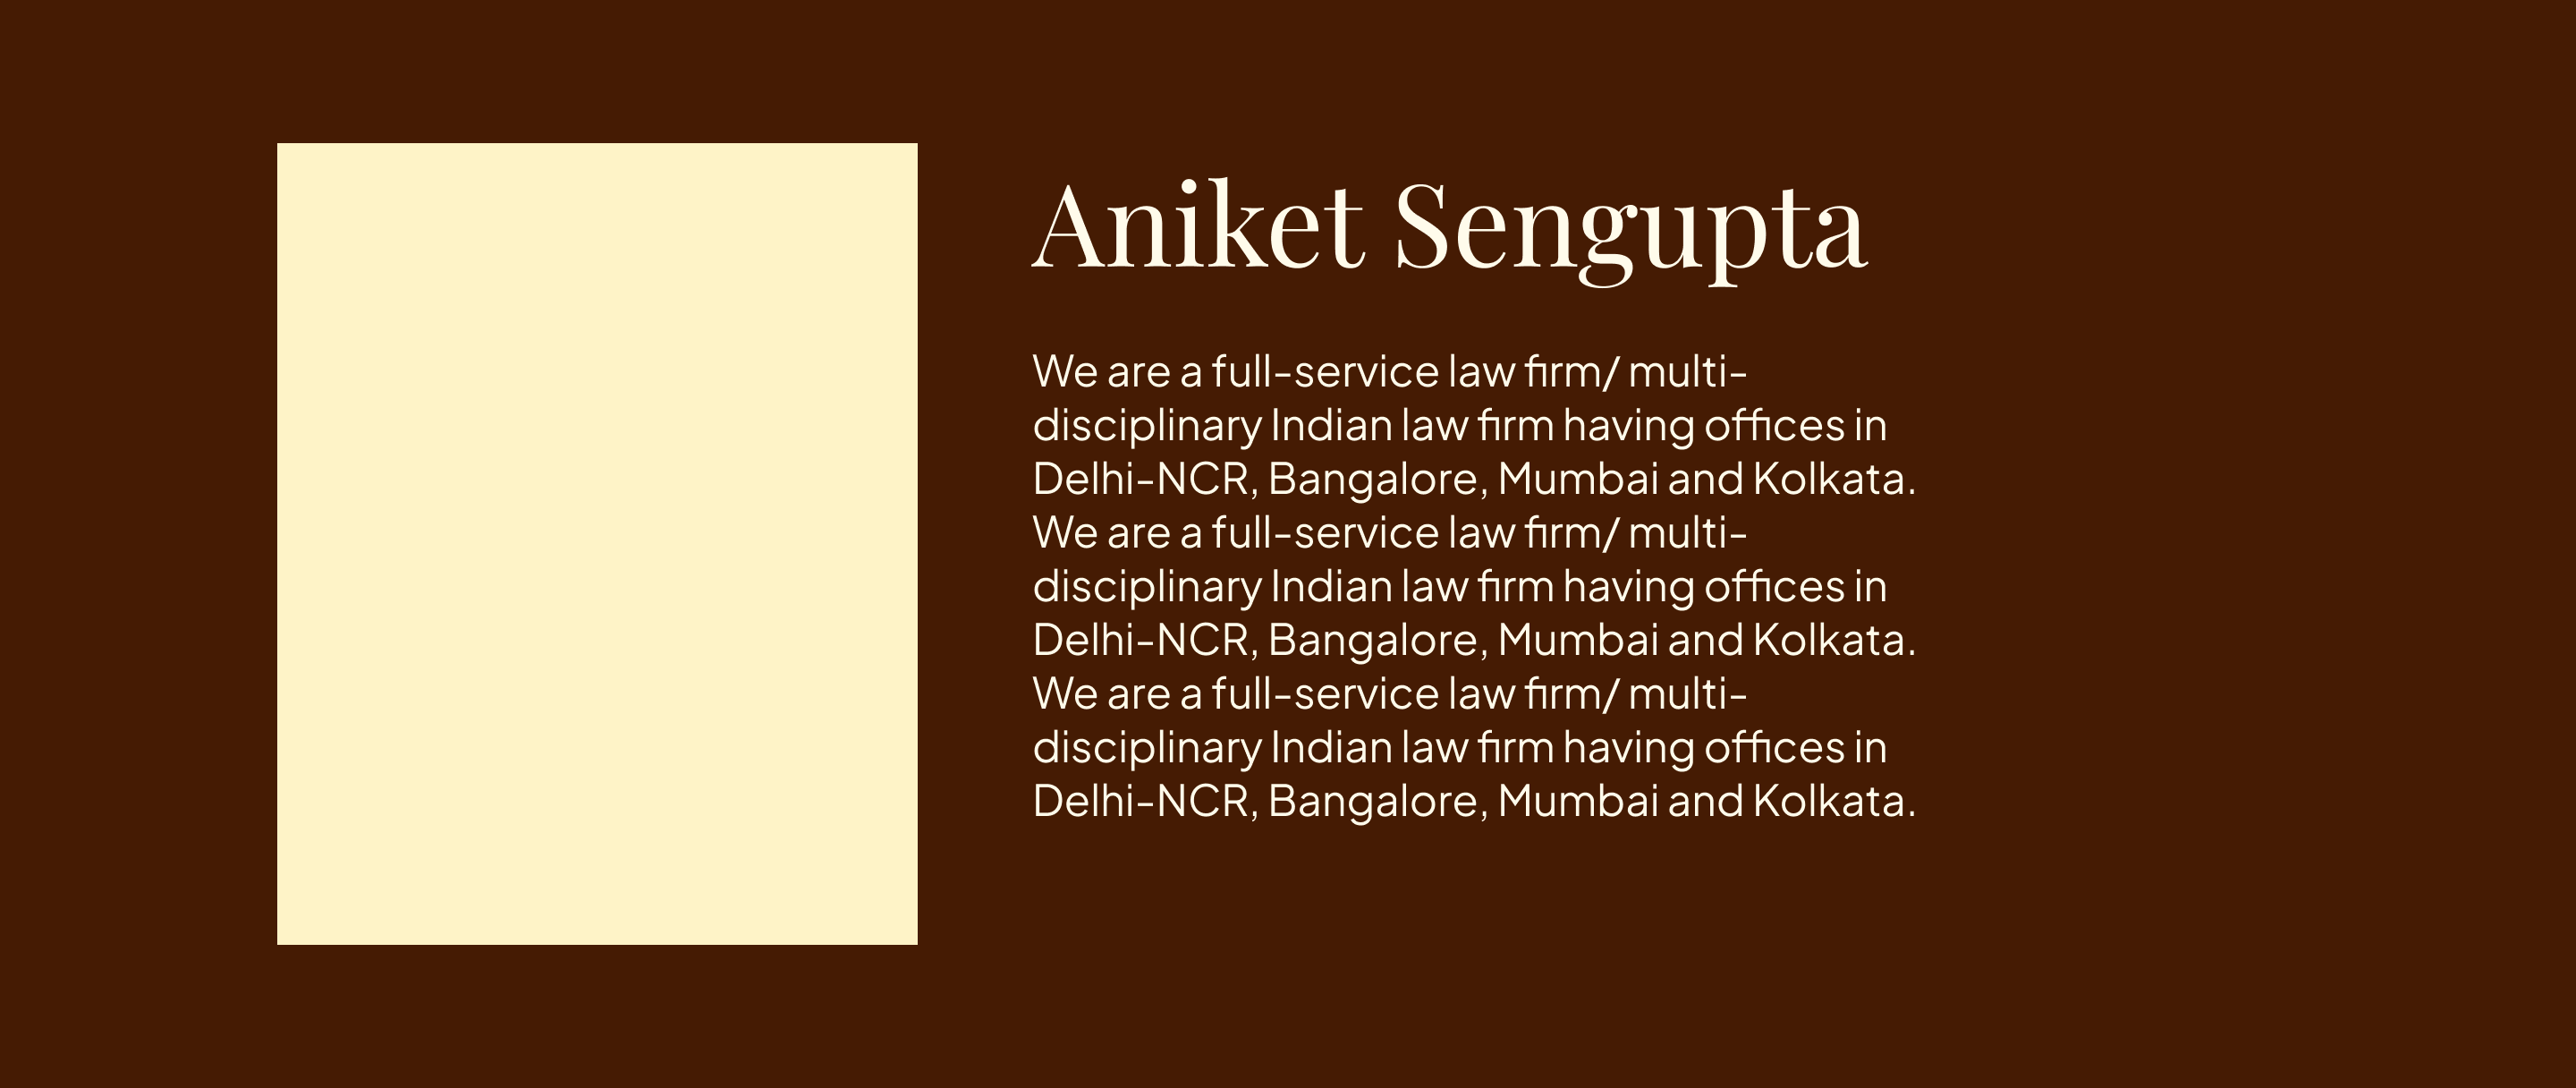 Aniket Sengupta
We are a full-service law firm/ multi-
disciplinary Indian law firm having offices in
Delhi-NCR, Bangalore, Mumbai and Kolkata.
We are a full-service law firm/ multi-
disciplinary Indian law firm having offices in
Delhi-NCR, Bangalore, Mumbai and Kolkata.
We are a full-service law firm/ multi-
disciplinary Indian law firm having offices in
Delhi-NCR, Bangalore, Mumbai and Kolkata.